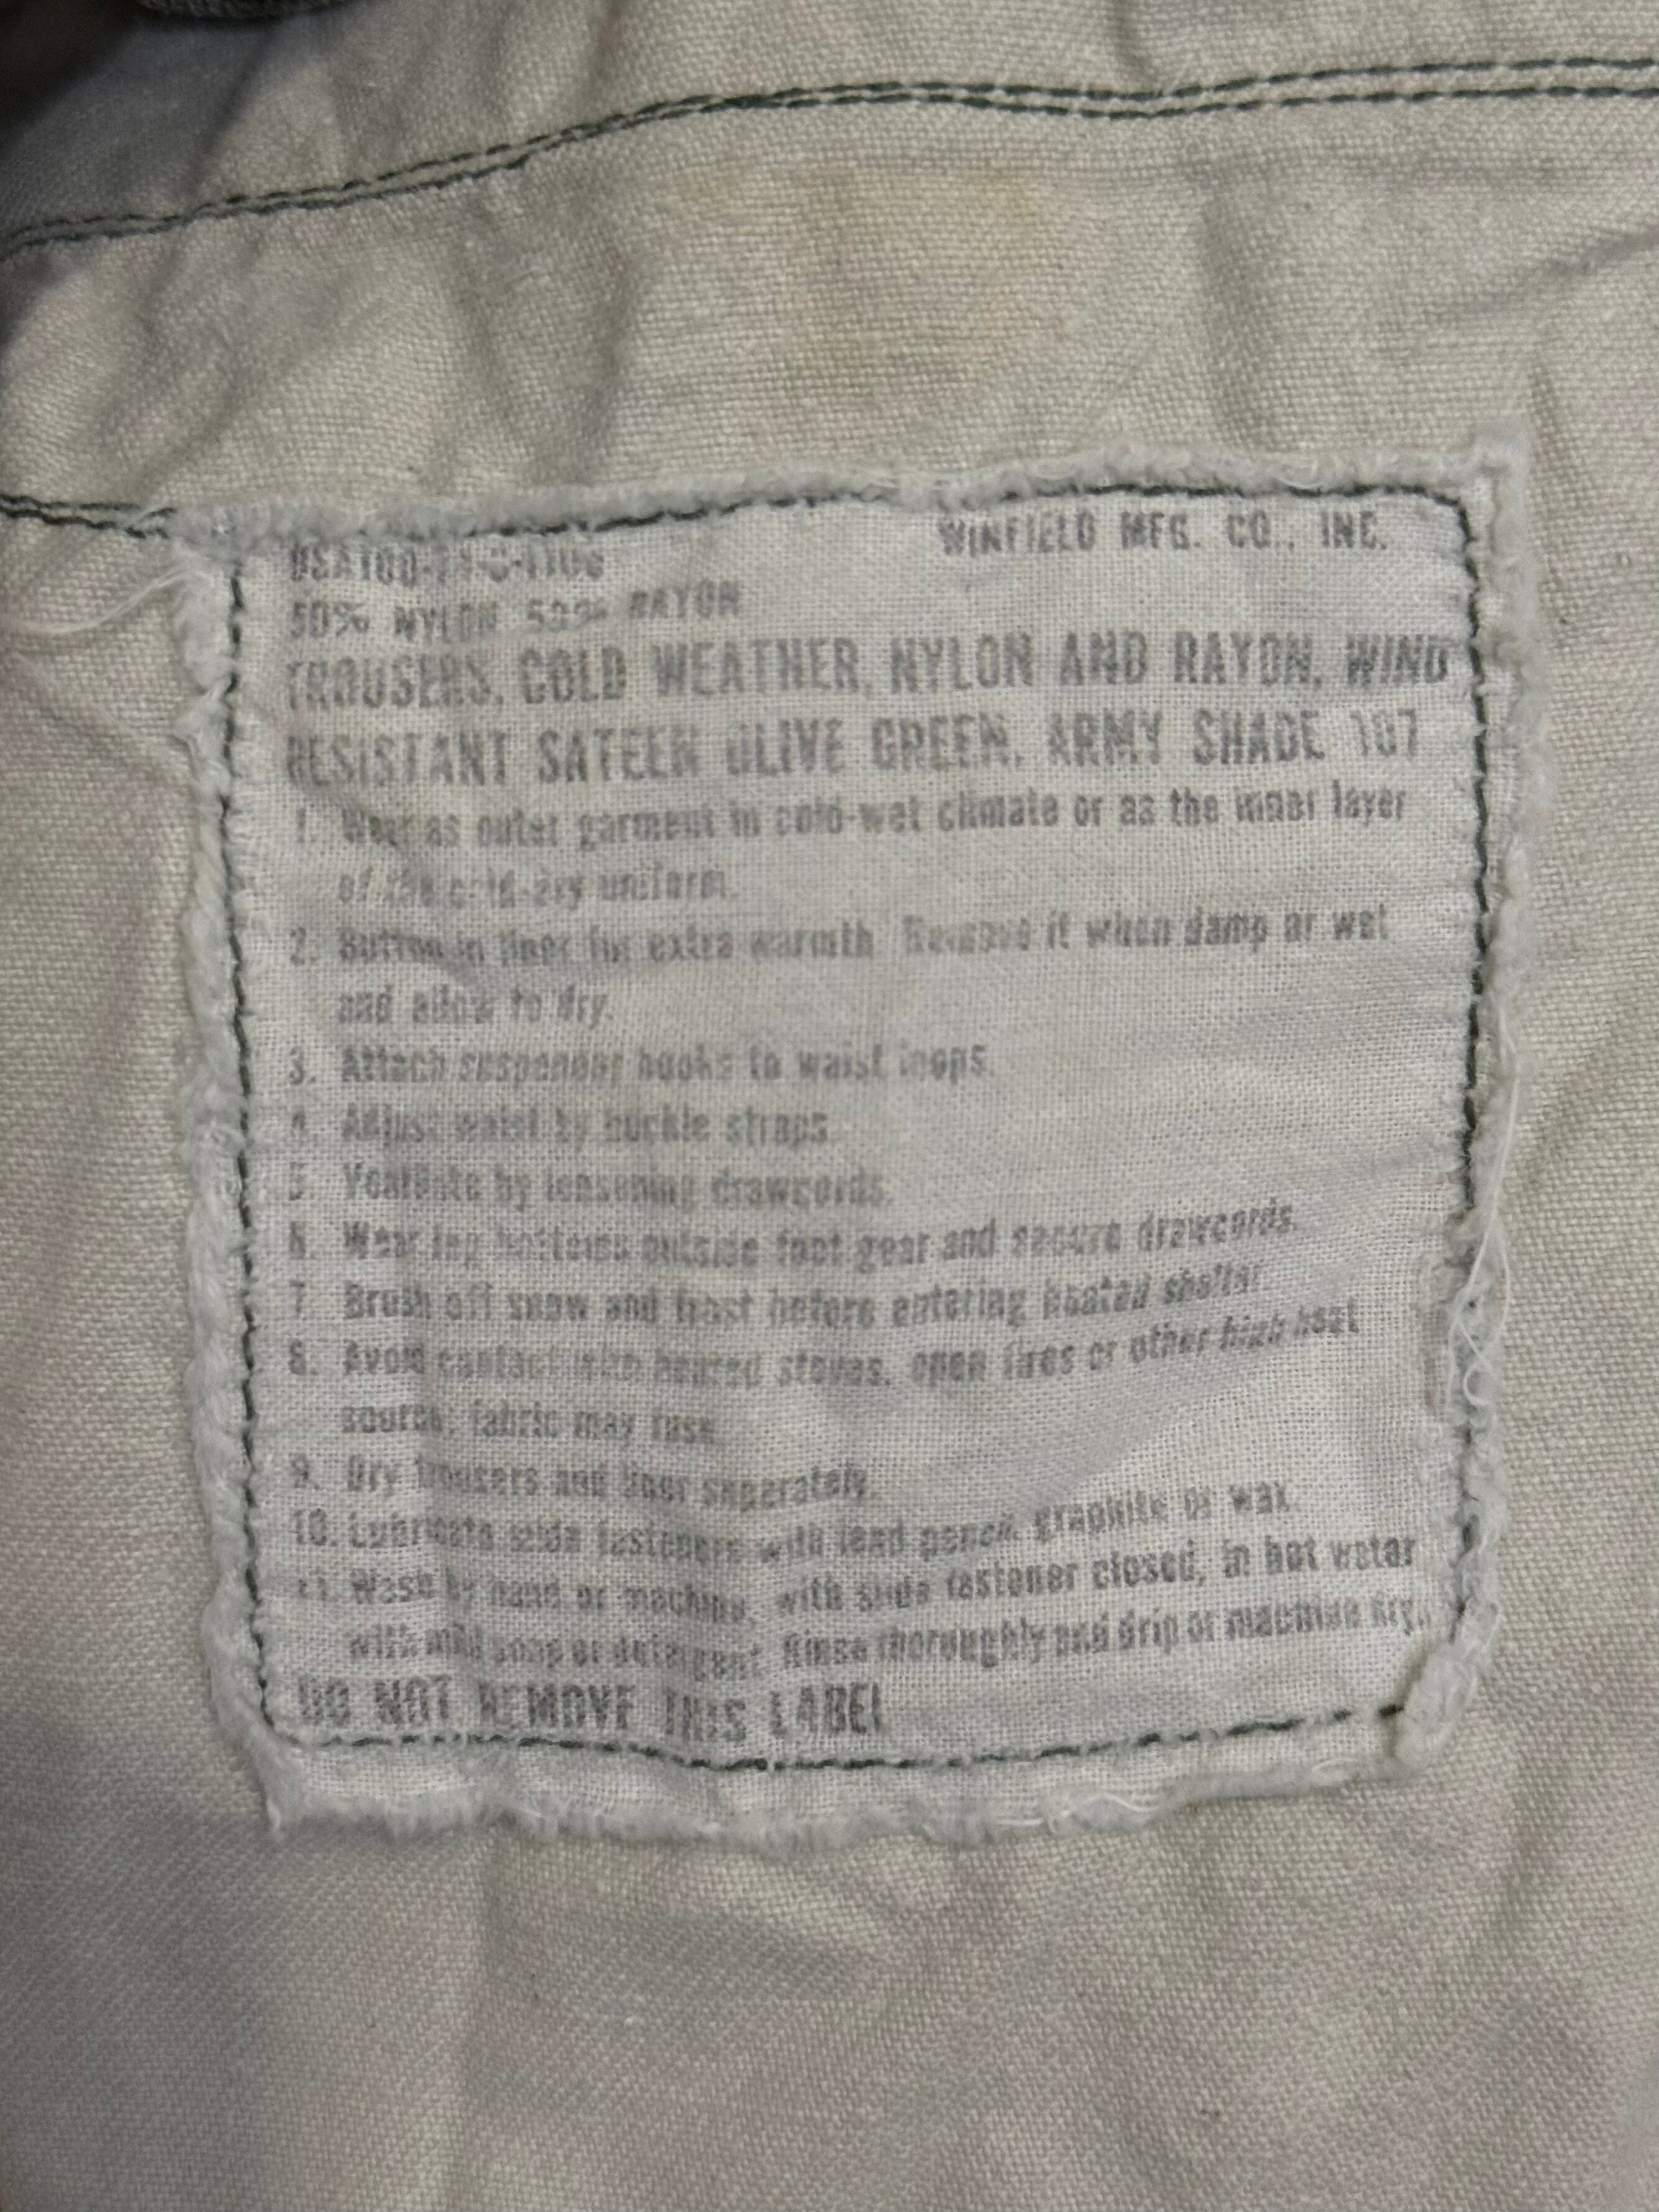 WINFIELD MFG. CO., INC.
50% NYLON 50% RAYON
TROUSERS, COLD WEATHER, NYLON AND RAYON, WIND
RESISTANT SATEEN OLIVE GREEN, ARMY SHADE 107
1. Wear as outer garment in cold-wet climate or as the inner layer
of the cold-dry uniform.
2. Button in liner for extra warmth. Remove it when damp or wet
and allow to dry.
3. Attach suspender hooks to waist loops.
4. Adjust waist by buckle straps.
5. Ventilate by loosening drawcords.
6. Wear leg bottoms outside foot gear and secure drawcords.
7. Brush off snow and frost before entering heated shelter.
8. Avoid contact with heated stoves, open fires or other high heat
source; fabric may fuse.
9. Dry trousers and liner separately.
10. Lubricate slide fasteners with lead pencil, graphite or wax.
11. Wash by hand or machine, with slide fastener closed, in hot water
with mild soap or detergent. Rinse thoroughly and drip or machine dry.
DO NOT REMOVE THIS LABEL